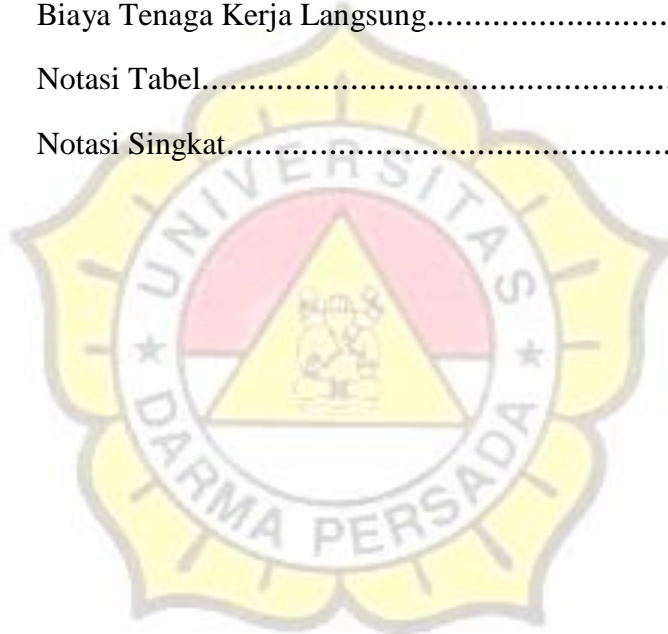 Biaya Tenaga Kerja Langsung..............................
Notasi Tabel.......................................................
Notasi Singkat....................................................
UNIVERSITAS
★ DARMA PERSADA ★